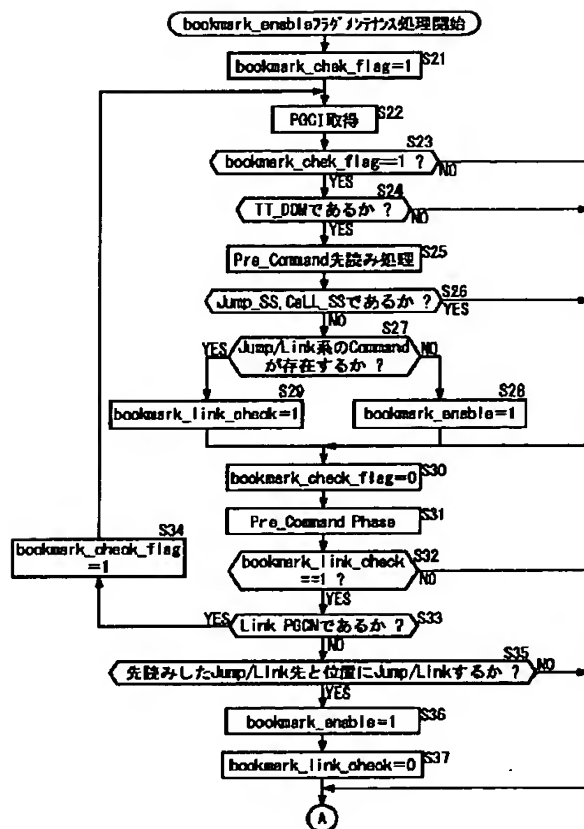 bookmark_enableフラグメンテナンス処理開始
S21
bookmark_chek_flag=1
S22
PGCI取得
S23
bookmark_chek_flag==1 ?
NO
YES
S24
TT_DOMであるか ?
NO
YES
S25
Pre_Command先読み処理
S26
Jump_SS,CaLL_SSであるか ?
YES
NO
S27
YES
Jump/Link系のCommand
が存在するか ?
NO
S29
bookmark_link_check=1
S28
bookmark_enable=1
S30
bookmark_check_flag=0
S31
Pre_Command Phase
S34
bookmark_check_flag
=1
S32
bookmark_link_check
==1 ?
NO
YES
YES
S33
Link PGCNであるか ?
NO
S35
先読みしたJump/Link先と位置にJump/Linkするか ?
NO
YES
S36
bookmark_enable=1
S37
bookmark_link_check=0
A